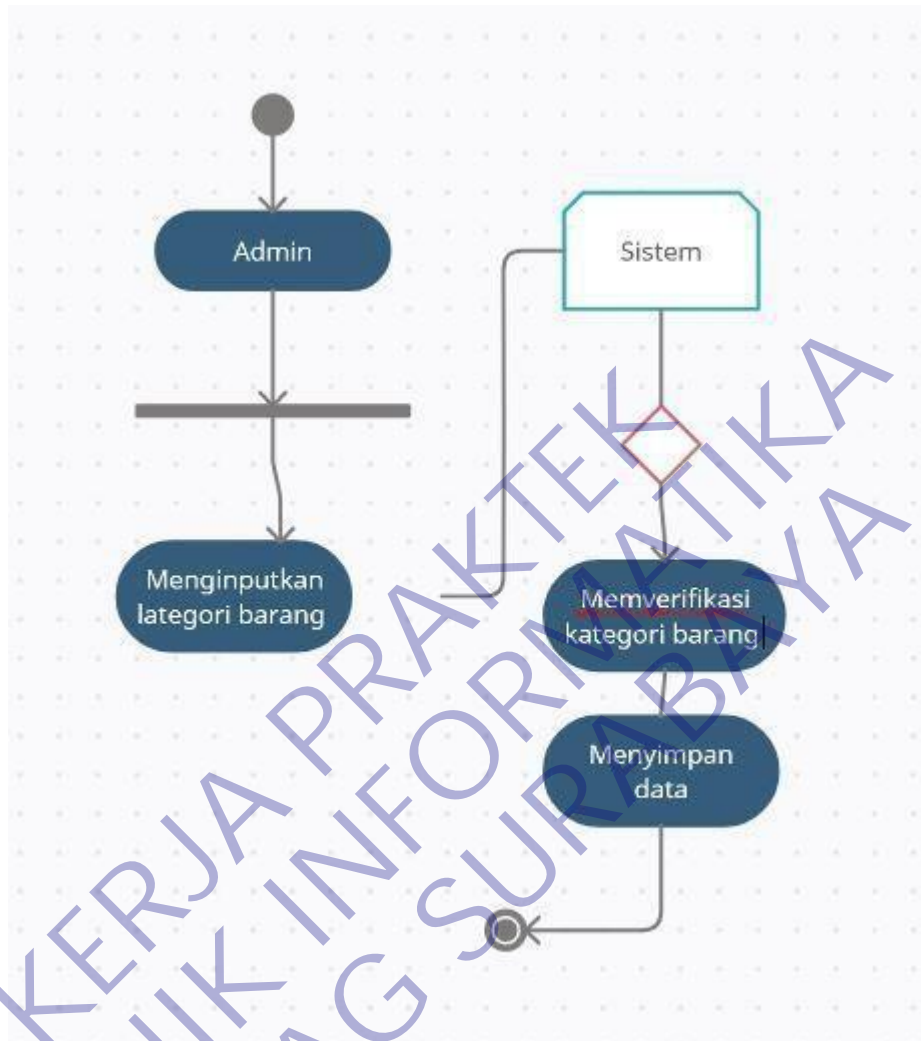 Admin
Sistem
Menginputkan
lategori barang
Memverifikasi
kategori barang
Menyimpan
data
KERJA PRAKTEK
IK INFORMATIKA
AG SURABAYA